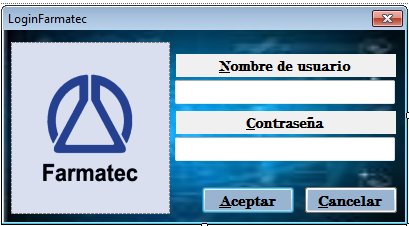 LoginFarmatec
Nombre de usuario
Contraseña
Farmatec
Aceptar
Cancelar